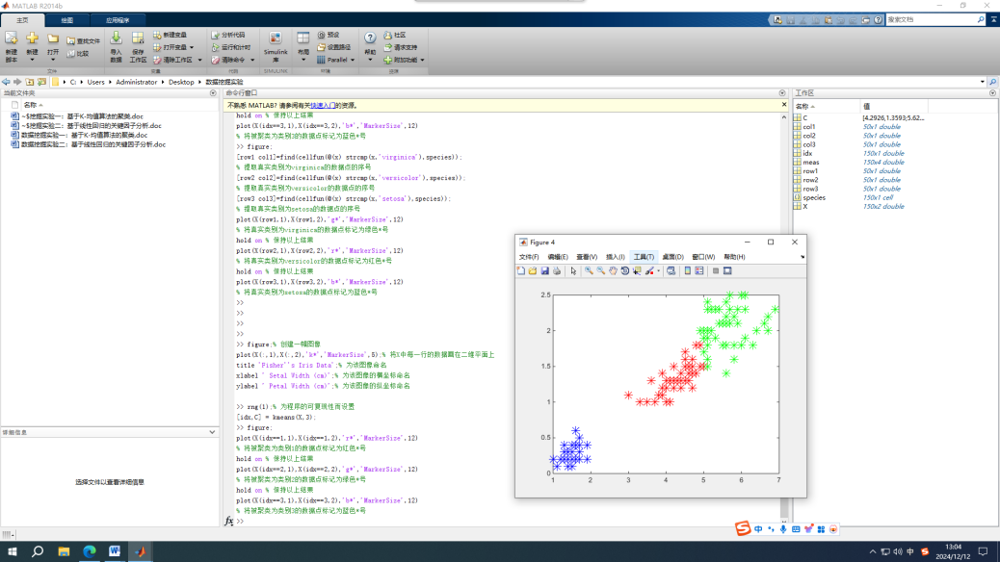 MATLAB R2014b
主页
绘图
应用程序
搜索文档
新建脚本
新建
打开
查找文件
比较
导入数据
保存工作区
新建变量
打开变量
清除工作区
分析代码
运行和计时
清除命令
Simulink 库
布局
预设
设置路径
Parallel
帮助
社区
请求支持
附加功能
文件
变量
代码
SIMULINK
环境
资源
C: ▸ Users ▸ Administrator ▸ Desktop ▸ 数据挖掘实验
当前文件夹
名称
~$挖掘实验一：基于K-均值算法的聚类.doc
~$挖掘实验二：基于线性回归的关键因子分析.doc
数据挖掘实验一：基于K-均值算法的聚类.doc
数据挖掘实验二：基于线性回归的关键因子分析.doc
详细信息
选择文件以查看详细信息
命令行窗口
不熟悉 MATLAB? 请参阅有关快速入门的资源。
hold on % 保持以上结果
plot(X(idx==3,1),X(idx==3,2),'b*','MarkerSize',12)
% 将被聚类为类别3的数据点标记为蓝色*号
>> figure;
[row1 col1]=find(cellfun(@(x) strcmp(x,'virginica'),species));
% 提取真实类别为virginica的数据点的序号
[row2 col2]=find(cellfun(@(x) strcmp(x,'versicolor'),species));
% 提取真实类别为versicolor的数据点的序号
[row3 col3]=find(cellfun(@(x) strcmp(x,'setosa'),species));
% 提取真实类别为setosa的数据点的序号
plot(X(row1,1),X(row1,2),'g*','MarkerSize',12)
% 将真实类别为virginica的数据点标记为绿色*号
hold on % 保持以上结果
plot(X(row2,1),X(row2,2),'r*','MarkerSize',12)
% 将真实类别为versicolor的数据点标记为红色*号
hold on % 保持以上结果
plot(X(row3,1),X(row3,2),'b*','MarkerSize',12)
% 将真实类别为setosa的数据点标记为蓝色*号
>>
>>
>>
>>
>> figure;% 创建一幅图像
plot(X(:,1),X(:,2),'k*','MarkerSize',5);% 将X中每一行的数据画在二维平面上
title 'Fisher''s Iris Data';% 为该图像命名
xlabel ' Setal Width (cm)';% 为该图像的横坐标命名
ylabel ' Petal Width (cm)';% 为该图像的纵坐标命名
>> rng(1);% 为程序的可复现性而设置
[idx,C] = kmeans(X,3);
>> figure;
plot(X(idx==1,1),X(idx==1,2),'r*','MarkerSize',12)
% 将被聚类为类别1的数据点标记为红色*号
hold on % 保持以上结果
plot(X(idx==2,1),X(idx==2,2),'g*','MarkerSize',12)
% 将被聚类为类别2的数据点标记为绿色*号
hold on % 保持以上结果
plot(X(idx==3,1),X(idx==3,2),'b*','MarkerSize',12)
% 将被聚类为类别3的数据点标记为蓝色*号
fx >>
工作区
名称 值
C [4.2926,1.3593;5.62...
col1 50x1 double
col2 50x1 double
col3 50x1 double
idx 150x1 double
meas 150x4 double
row1 50x1 double
row2 50x1 double
row3 50x1 double
species 150x1 cell
X 150x2 double
Figure 4
文件(F) 编辑(E) 查看(V) 插入(I) 工具(T) 桌面(D) 窗口(W) 帮助(H)
2.5
2
1.5
1
0.5
0
1 2 3 4 5 6 7
中
中
13:04
2024/12/12